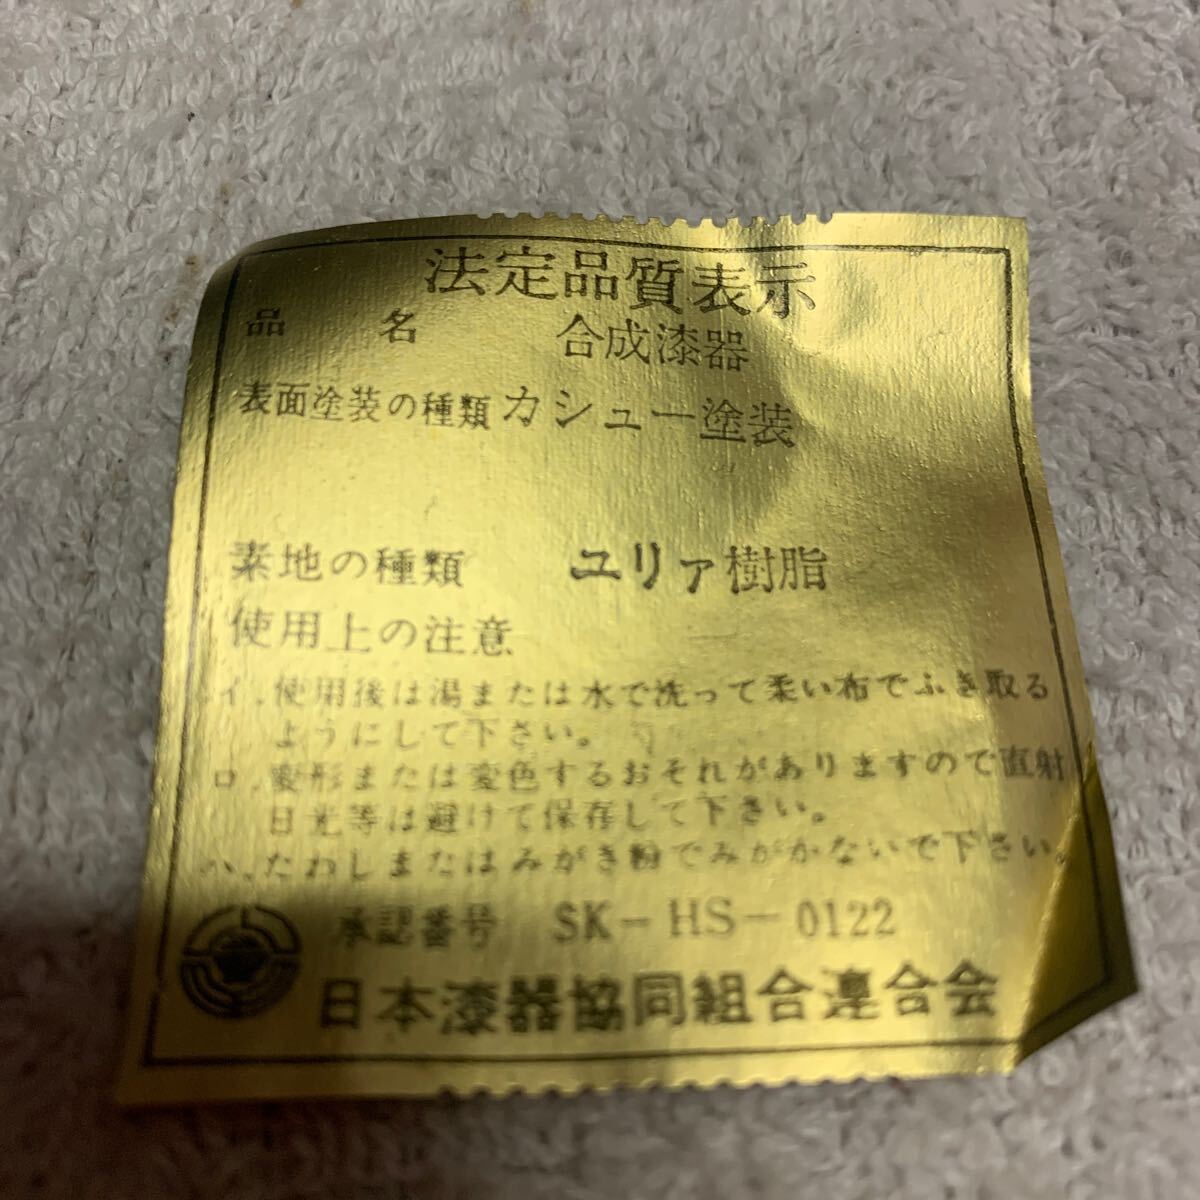 法定品質表示
品名 合成漆器
表面塗装の種類 カシュー塗装
素地の種類 ユリァ樹脂
使用上の注意
イ、使用後は湯または水で洗って柔い布でふき取る
ようにして下さい。
ロ、変形または変色するおそれがありますので直射
日光等は避けて保存して下さい。
ハ、たわしまたはみがき粉でみがかないで下さい。
承認番号 SK-HS-0122
日本漆器協同組合連合会